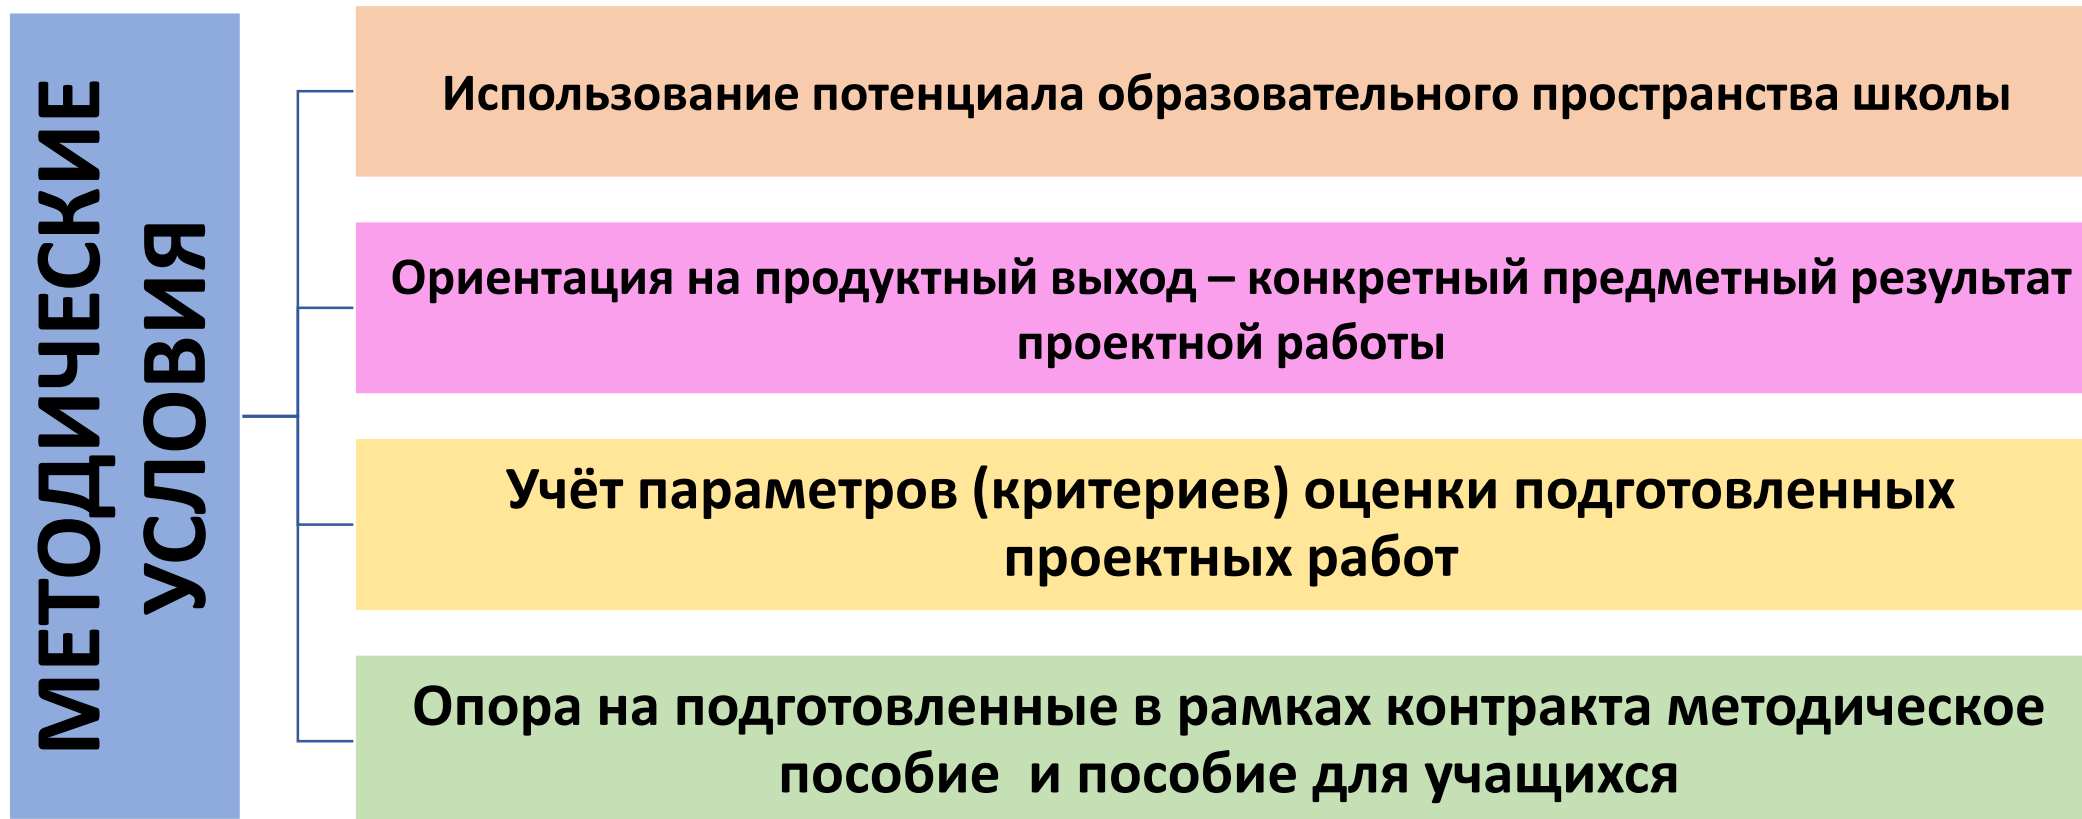 МЕТОДИЧЕСКИЕ
УСЛОВИЯ
Использование потенциала образовательного пространства школы
Ориентация на продуктный выход – конкретный предметный результат
проектной работы
Учёт параметров (критериев) оценки подготовленных
проектных работ
Опора на подготовленные в рамках контракта методическое
пособие  и пособие для учащихся